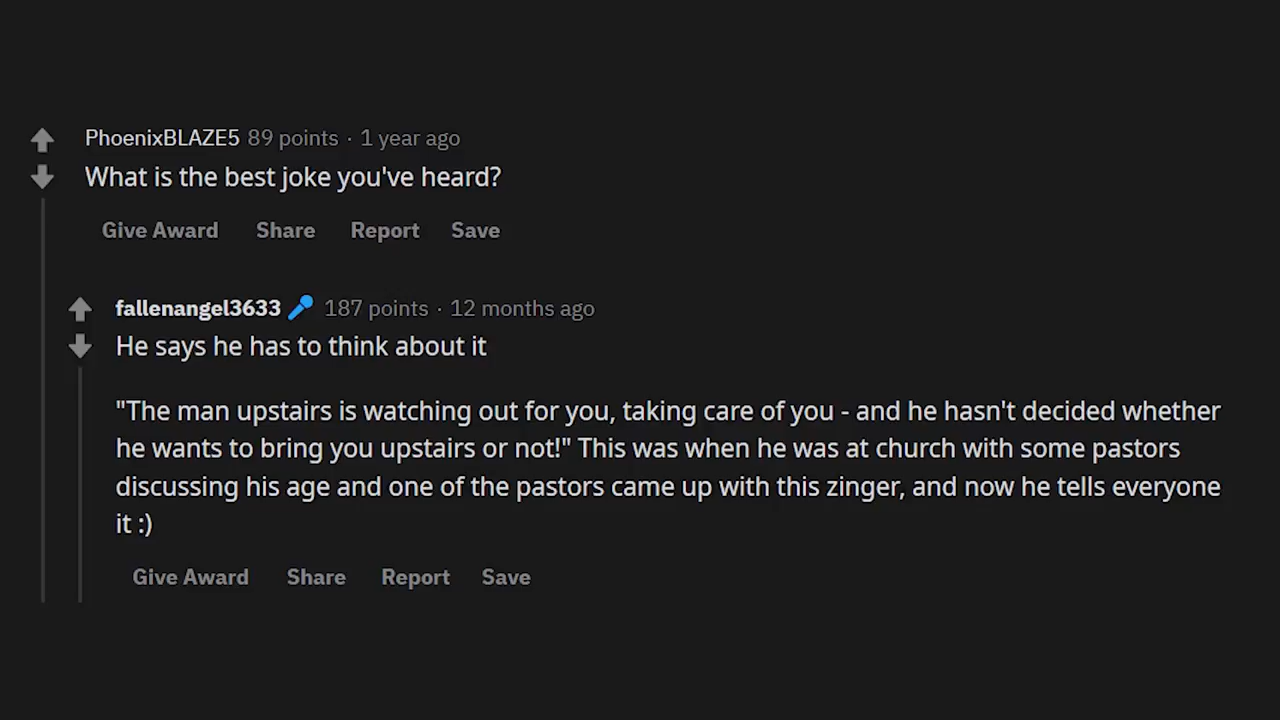 PhoenixBLAZE5 89 points · 1 year ago
What is the best joke you've heard?
Give Award Share Report Save
fallenangel3633 187 points · 12 months ago
He says he has to think about it
"The man upstairs is watching out for you, taking care of you - and he hasn't decided whether
he wants to bring you upstairs or not!" This was when he was at church with some pastors
discussing his age and one of the pastors came up with this zinger, and now he tells everyone
it :)
Give Award Share Report Save